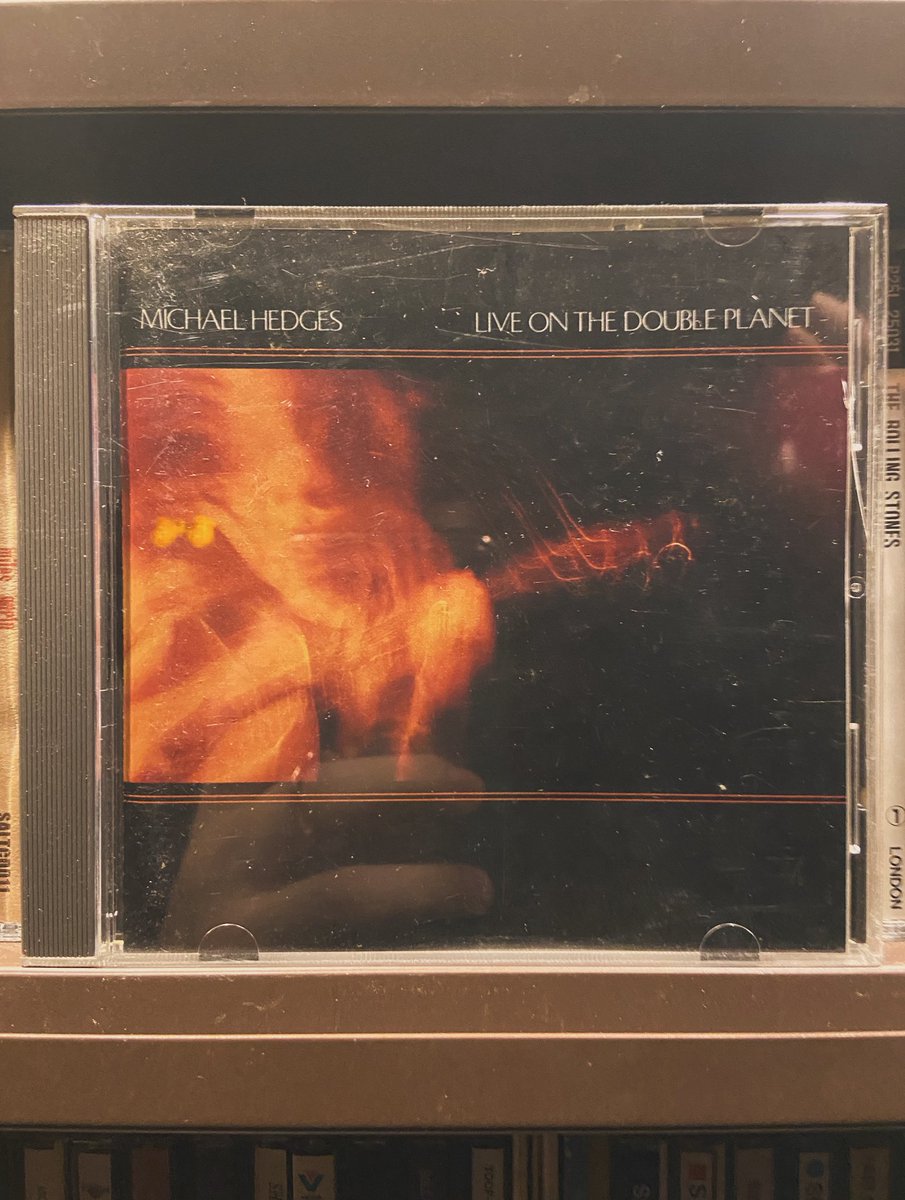 MICHAEL HEDGES
LIVE ON THE DOUBLE PLANET
THE ROLLING STONES
LONDON